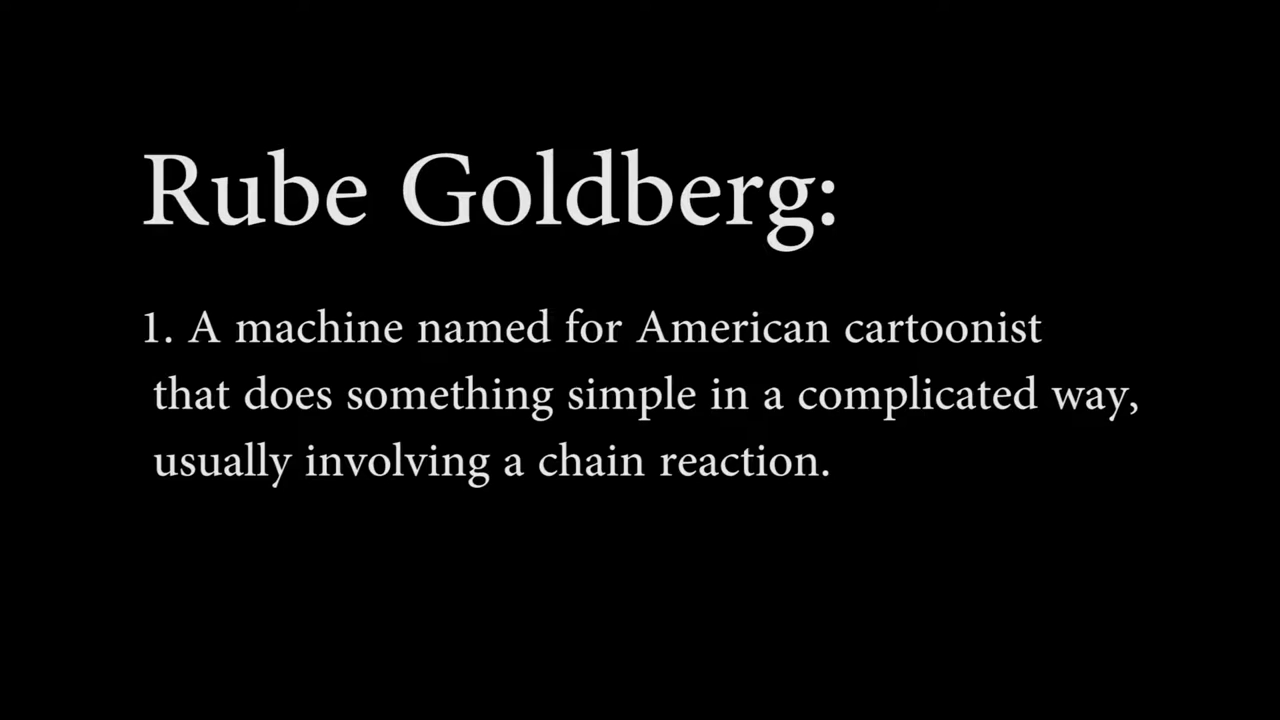 Rube Goldberg:
1. A machine named for American cartoonist
that does something simple in a complicated way,
usually involving a chain reaction.